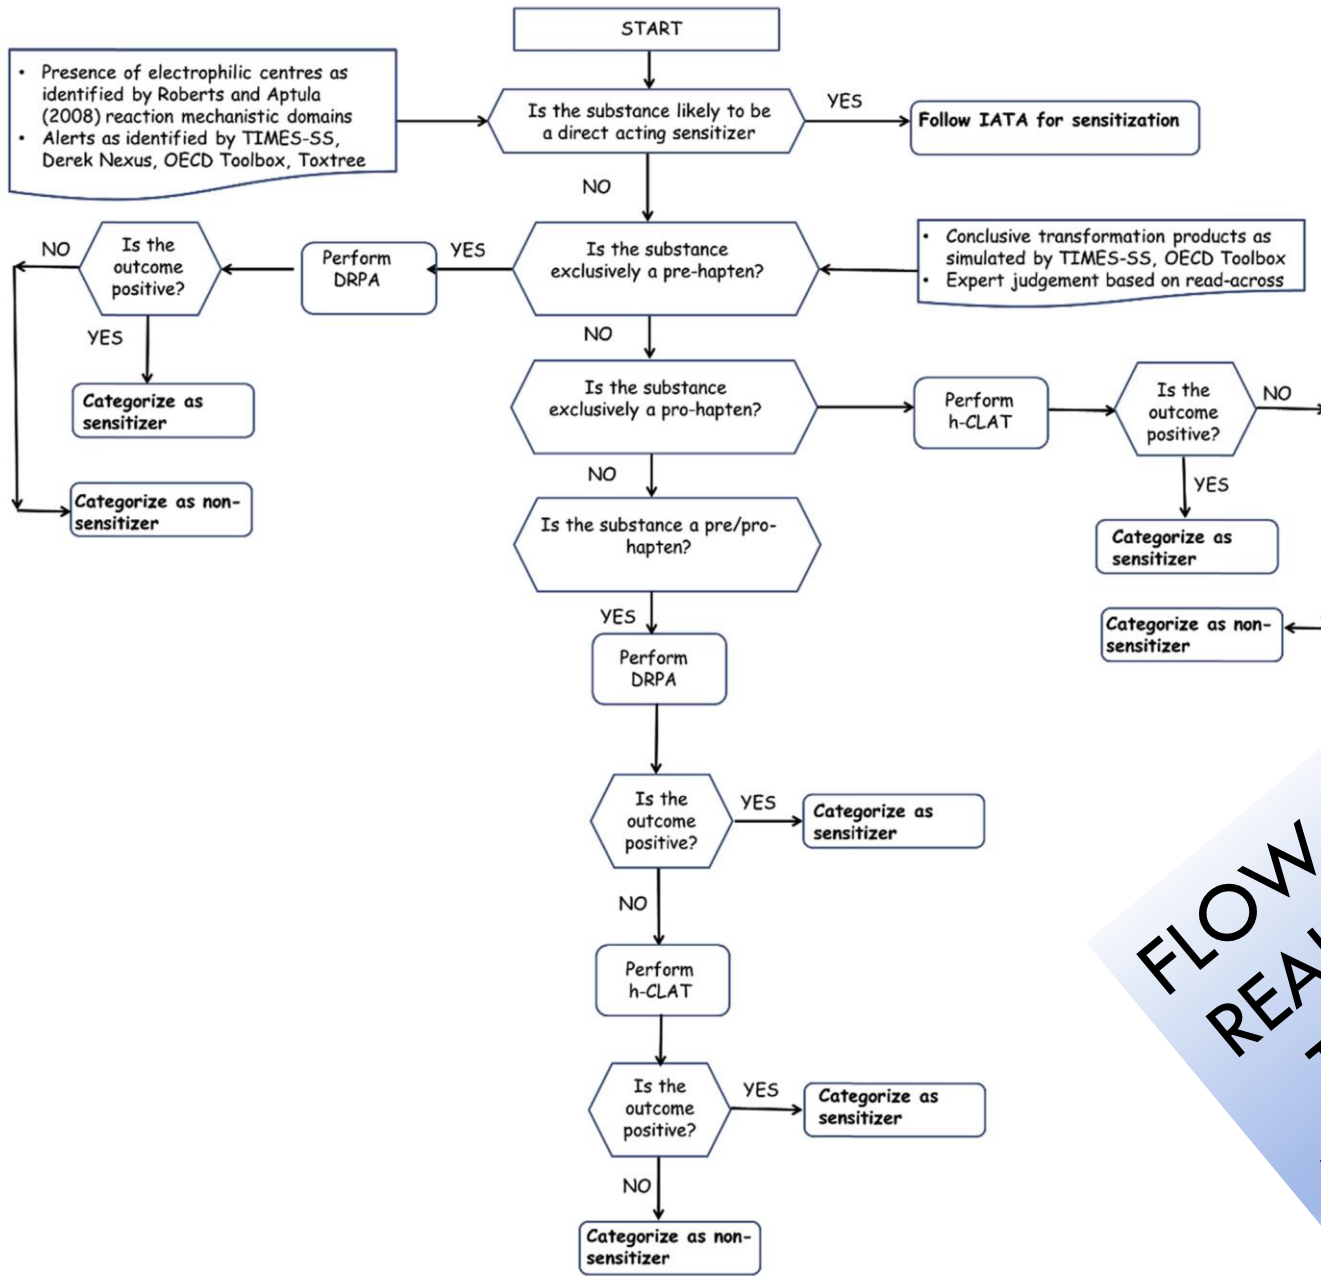 START
• Presence of electrophilic centres as
identified by Roberts and Aptula
(2008) reaction mechanistic domains
• Alerts as identified by TIMES-SS,
Derek Nexus, OECD Toolbox, Toxtree
Is the substance likely to be
a direct acting sensitizer
YES
Follow IATA for sensitization
NO
NO
Is the
outcome
positive?
Perform
DRPA
YES
Is the substance
exclusively a pre-hapten?
• Conclusive transformation products as
simulated by TIMES-SS, OECD Toolbox
• Expert judgement based on read-across
YES
NO
Categorize as
sensitizer
Is the substance
exclusively a pro-hapten?
Perform
h-CLAT
Is the
outcome
positive?
NO
NO
YES
Categorize as non-
sensitizer
Is the substance a pre/pro-
hapten?
Categorize as
sensitizer
YES
Categorize as non-
sensitizer
Perform
DRPA
Is the
outcome
positive?
YES
Categorize as
sensitizer
NO
Perform
h-CLAT
Is the
outcome
positive?
YES
Categorize as
sensitizer
NO
Categorize as non-
sensitizer
FLOW